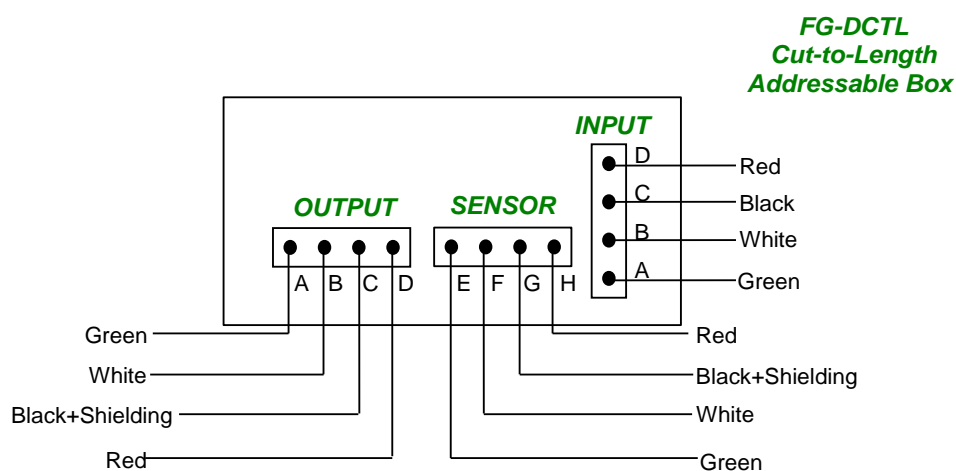 FG-DCTL
Cut-to-Length
Addressable Box
INPUT
D
Red
C
Black
B
White
A
Green
OUTPUT
A B C D
Green
White
Black+Shielding
Red
SENSOR
E F G H
Red
Black+Shielding
White
Green